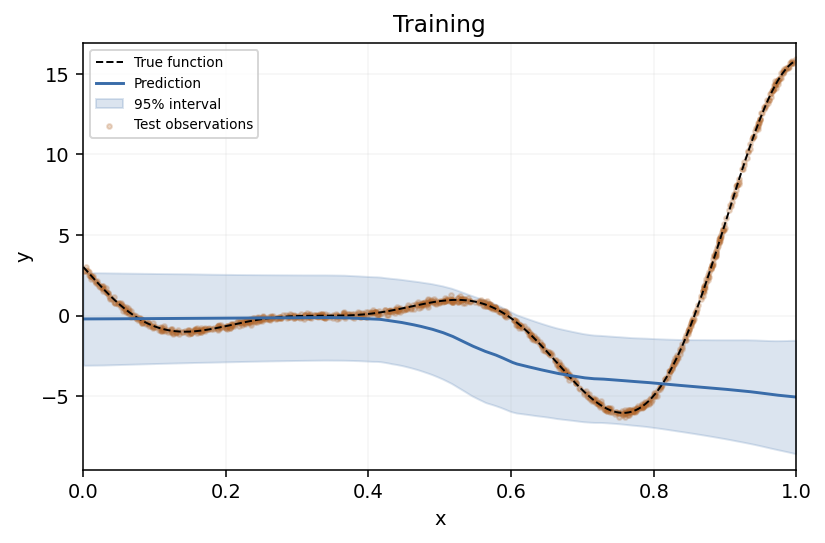 Training
True function
Prediction
95% interval
Test observations
15
10
5
0
−5
y
0.0 0.2 0.4 0.6 0.8 1.0
x